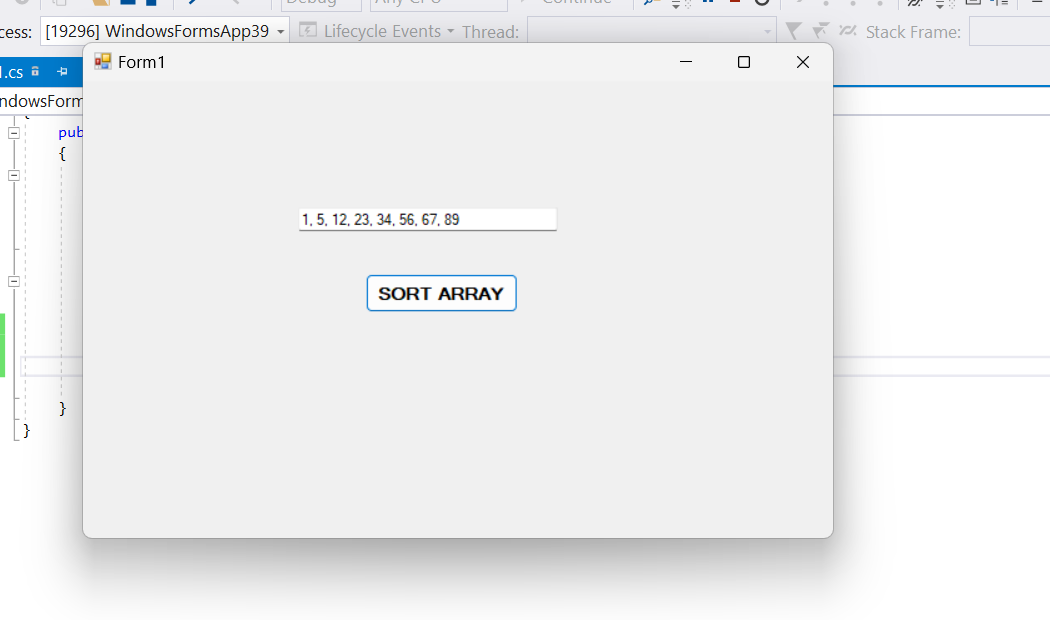 Debug Any CPU Continue
cess: [19296] WindowsFormsApp39 Lifecycle Events Thread: Stack Frame:
.cs
Form1
ndowsForm
{
pub
{
1, 5, 12, 23, 34, 56, 67, 89
SORT ARRAY
}
}